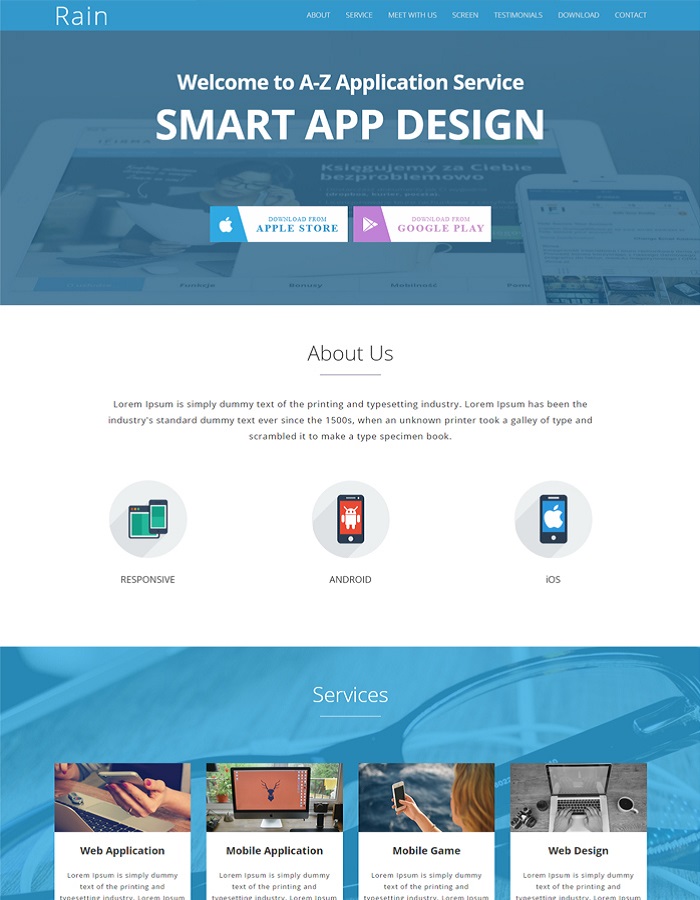 Rain
ABOUT SERVICE MEET WITH US SCREEN TESTIMONIALS DOWNLOAD CONTACT
Welcome to A-Z Application Service
SMART APP DESIGN
Księgujemy za Ciebie
bezproblemowo
DOWNLOAD FROM
APPLE STORE
DOWNLOAD FROM
GOOGLE PLAY
Funkcje Bonusy Mobilność
About Us
Lorem Ipsum is simply dummy text of the printing and typesetting industry. Lorem Ipsum has been the
industry's standard dummy text ever since the 1500s, when an unknown printer took a galley of type and
scrambled it to make a type specimen book.
RESPONSIVE
ANDROID
iOS
Services
Web Application
Lorem Ipsum is simply dummy
text of the printing and
typesetting industry. Lorem Ipsum
Mobile Application
Lorem Ipsum is simply dummy
text of the printing and
typesetting industry. Lorem Ipsum
Mobile Game
Lorem Ipsum is simply dummy
text of the printing and
typesetting industry. Lorem Ipsum
Web Design
Lorem Ipsum is simply dummy
text of the printing and
typesetting industry. Lorem Ipsum